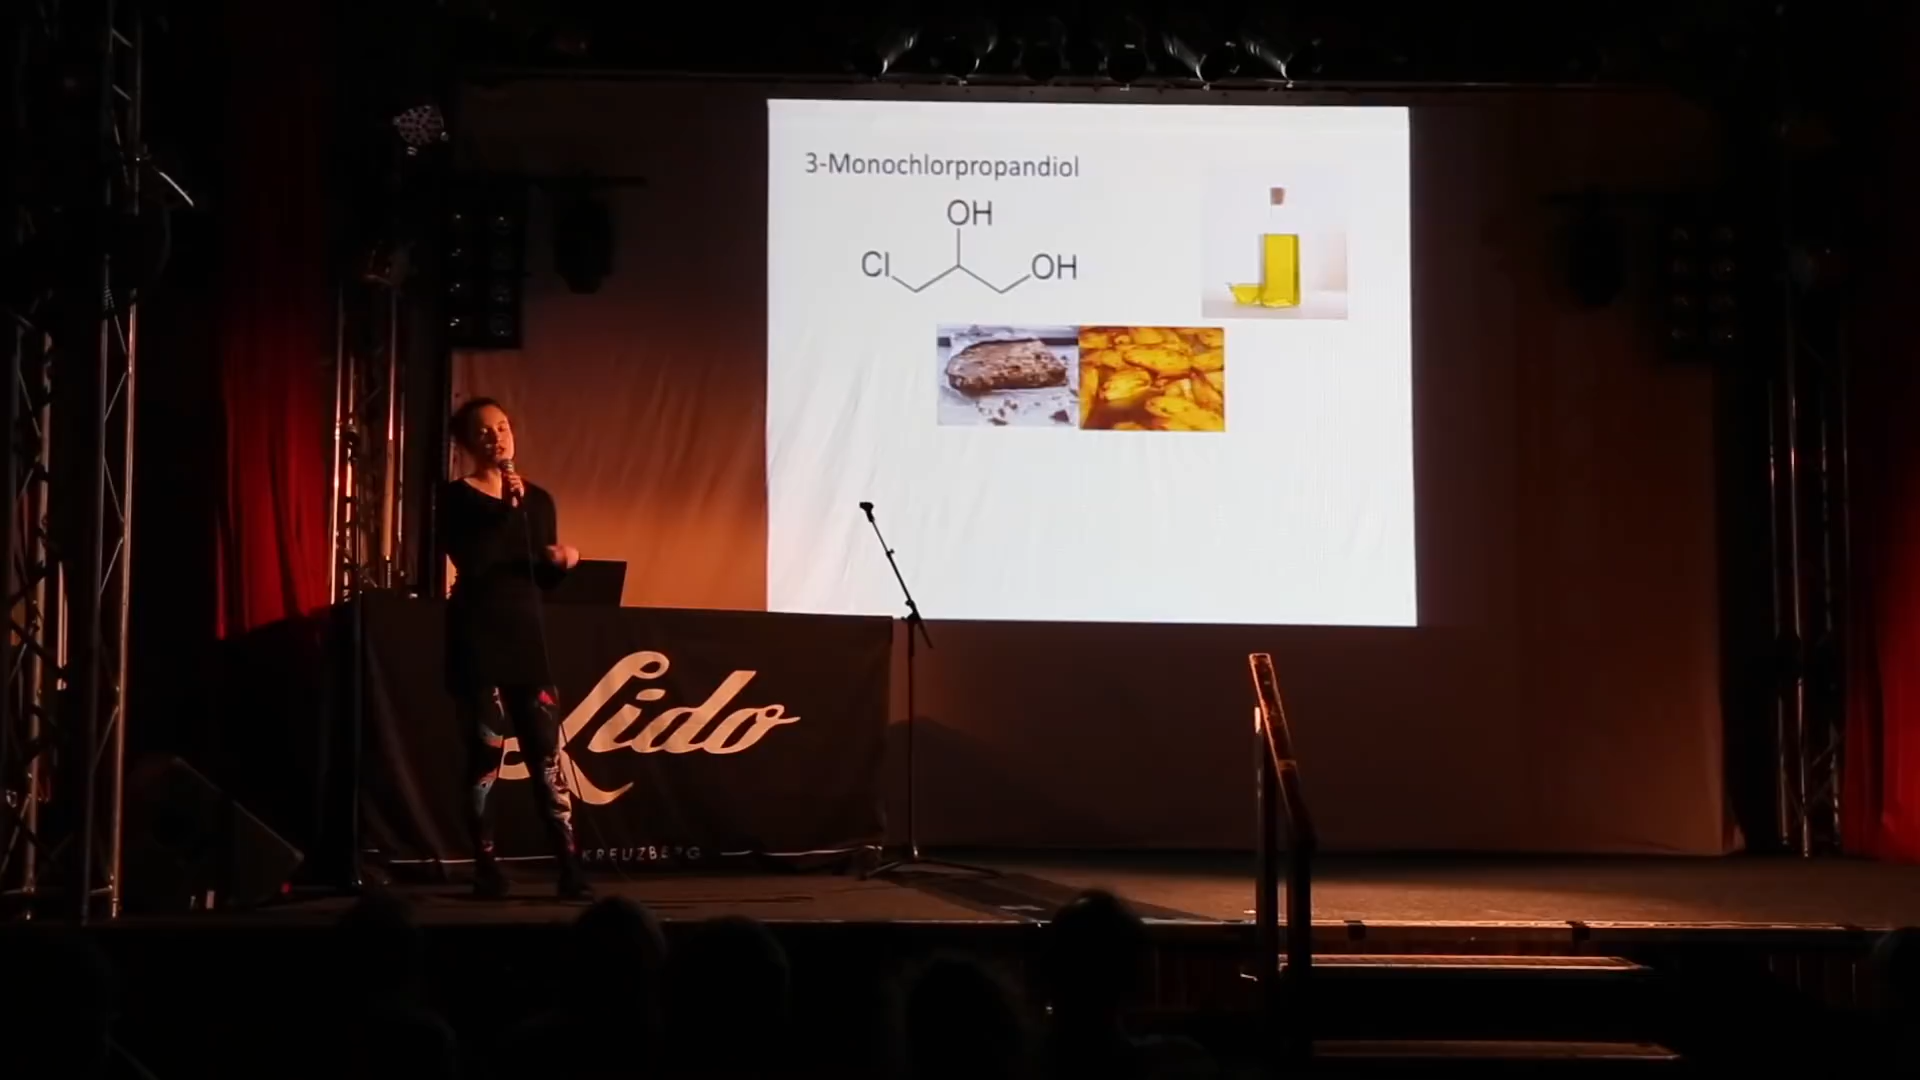 3-Monochlorpropandiol
OH
Cl
OH
Lido
KREUZBERG